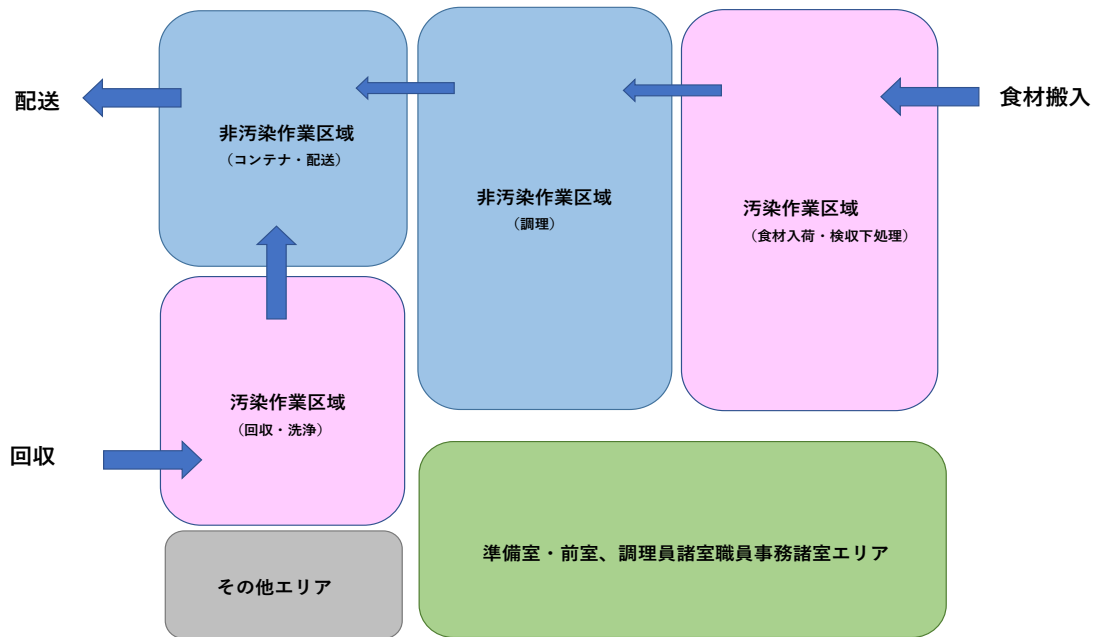 配送
非汚染作業区域
（コンテナ・配送）
非汚染作業区域
（調理）
汚染作業区域
（食材入荷・検収下処理）
食材搬入
汚染作業区域
（回収・洗浄）
回収
その他エリア
準備室・前室、調理員諸室職員事務諸室エリア